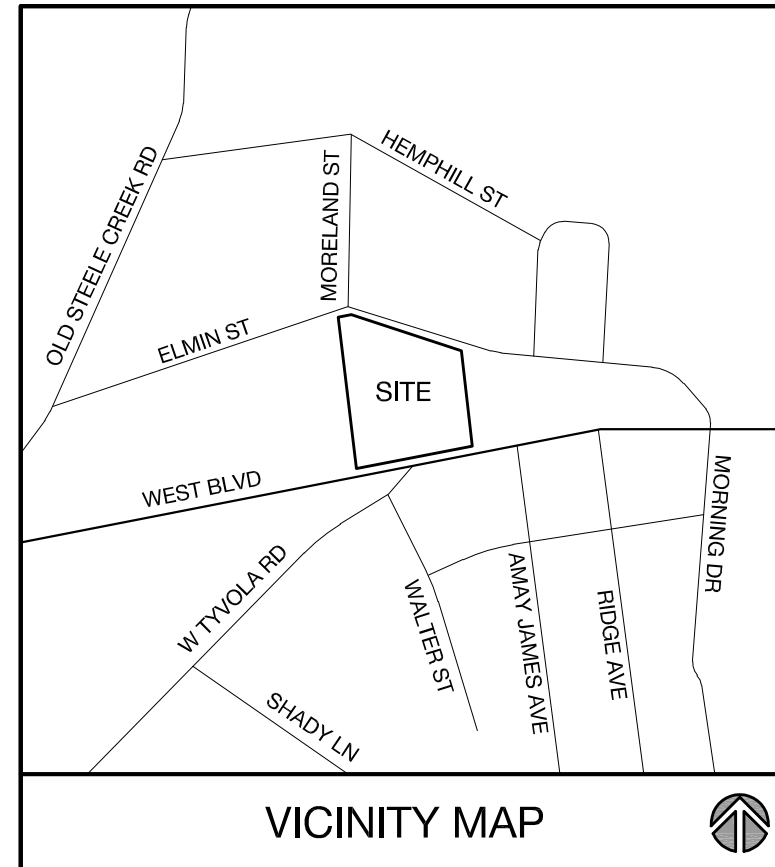 HEMPHILL ST
MORELAND ST
OLD STEELE CREEK RD
ELMIN ST
SITE
WEST BLVD
MORNING DR
W TYVOLA RD
WALTER ST
AMAY JAMES AVE
RIDGE AVE
SHADY LN
VICINITY MAP